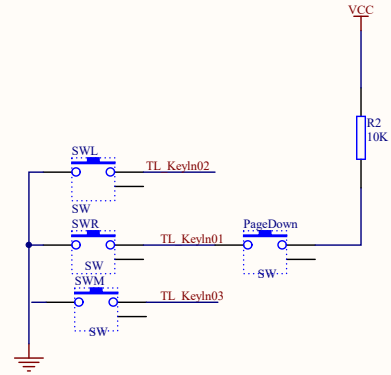 VCC
R2
10K
SWL
TL_KeyIn02
SW
SWR
TL_KeyIn01
PageDown
SW
SW
SWM
TL_KeyIn03
SW